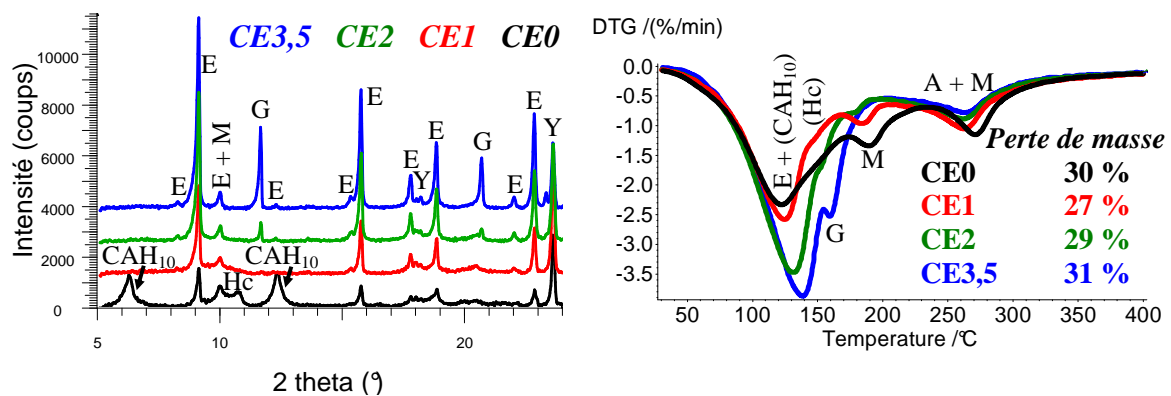 CE3,5 CE2 CE1 CE0
Intensité (coups)
10000
8000
6000
4000
2000
0
E
E
E + M
G
E
E
E
E
Y
E
G
E
E
Y
CAH10
Hc
CAH10
5
10
20
2 theta (°)
DTG /(%/min)
0.0
-0.5
-1.0
-1.5
-2.0
-2.5
-3.0
-3.5
E + (CAH10)
(Hc)
A + M
M
G
Perte de masse
CE0 30 %
CE1 27 %
CE2 29 %
CE3,5 31 %
50 100 150 200 250 300 350 400
Temperature /°C